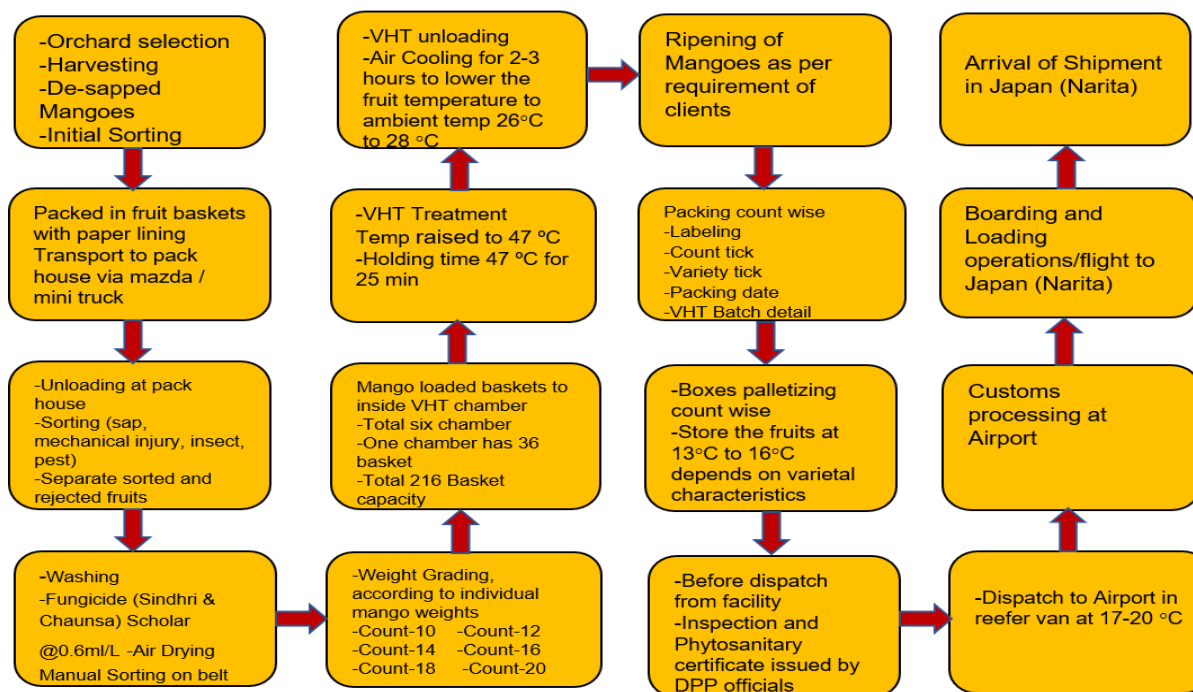 -Orchard selection
-Harvesting
-De-sapped
Mangoes
-Initial Sorting
Packed in fruit baskets
with paper lining
Transport to pack
house via mazda /
mini truck
-Unloading at pack
house
-Sorting (sap,
mechanical injury, insect,
pest)
-Separate sorted and
rejected fruits
-Washing
-Fungicide (Sindhri &
Chaunsa) Scholar
@0.6ml/L -Air Drying
Manual Sorting on belt
-Weight Grading,
according to individual
mango weights
-Count-10 -Count-12
-Count-14 -Count-16
-Count-18 -Count-20
Mango loaded baskets to
inside VHT chamber
-Total six chamber
-One chamber has 36
basket
-Total 216 Basket
capacity
-VHT Treatment
Temp raised to 47 ºC
-Holding time 47 ºC for
25 min
-VHT unloading
-Air Cooling for 2-3
hours to lower the
fruit temperature to
ambient temp 26°C
to 28 °C
Ripening of
Mangoes as per
requirement of
clients
Packing count wise
-Labeling
-Count tick
-Variety tick
-Packing date
-VHT Batch detail
-Boxes palletizing
count wise
-Store the fruits at
13°C to 16°C
depends on varietal
characteristics
-Before dispatch
from facility
-Inspection and
Phytosanitary
certificate issued by
DPP officials
-Dispatch to Airport in
reefer van at 17-20 °C
Customs
processing at
Airport
Boarding and
Loading
operations/flight to
Japan (Narita)
Arrival of Shipment
in Japan (Narita)